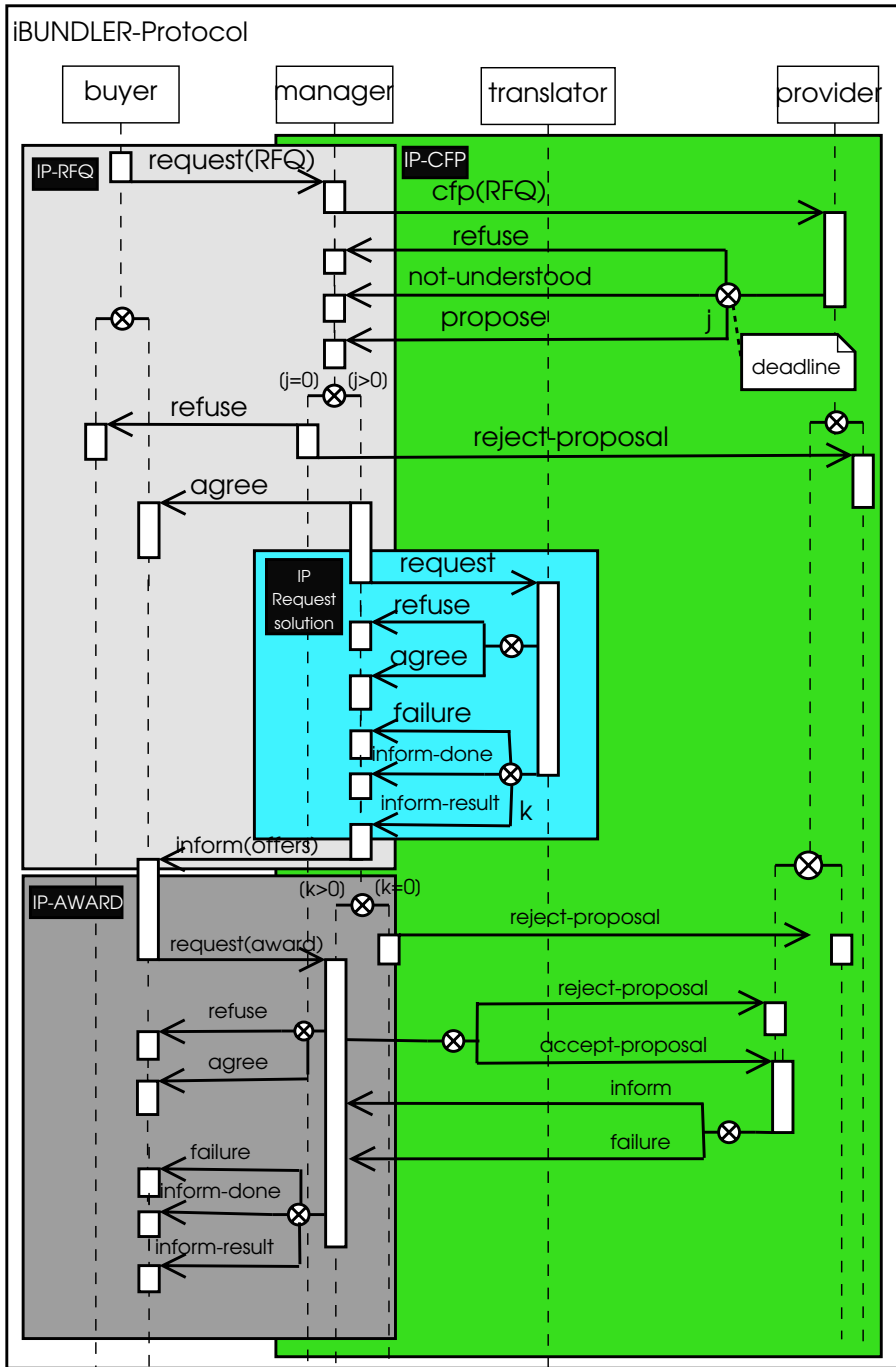 iBUNDLER-Protocol
buyer
manager
translator
provider
IP-RFQ
request(RFQ)
IP-CFP
cfp(RFQ)
refuse
not-understood
propose
j
deadline
(j=0)
(j>0)
refuse
reject-proposal
agree
IP
Request
solution
request
refuse
agree
failure
inform-done
inform-result
k
inform(offers)
IP-AWARD
(k>0)
(k=0)
reject-proposal
request(award)
reject-proposal
refuse
accept-proposal
agree
inform
failure
failure
inform-done
inform-result